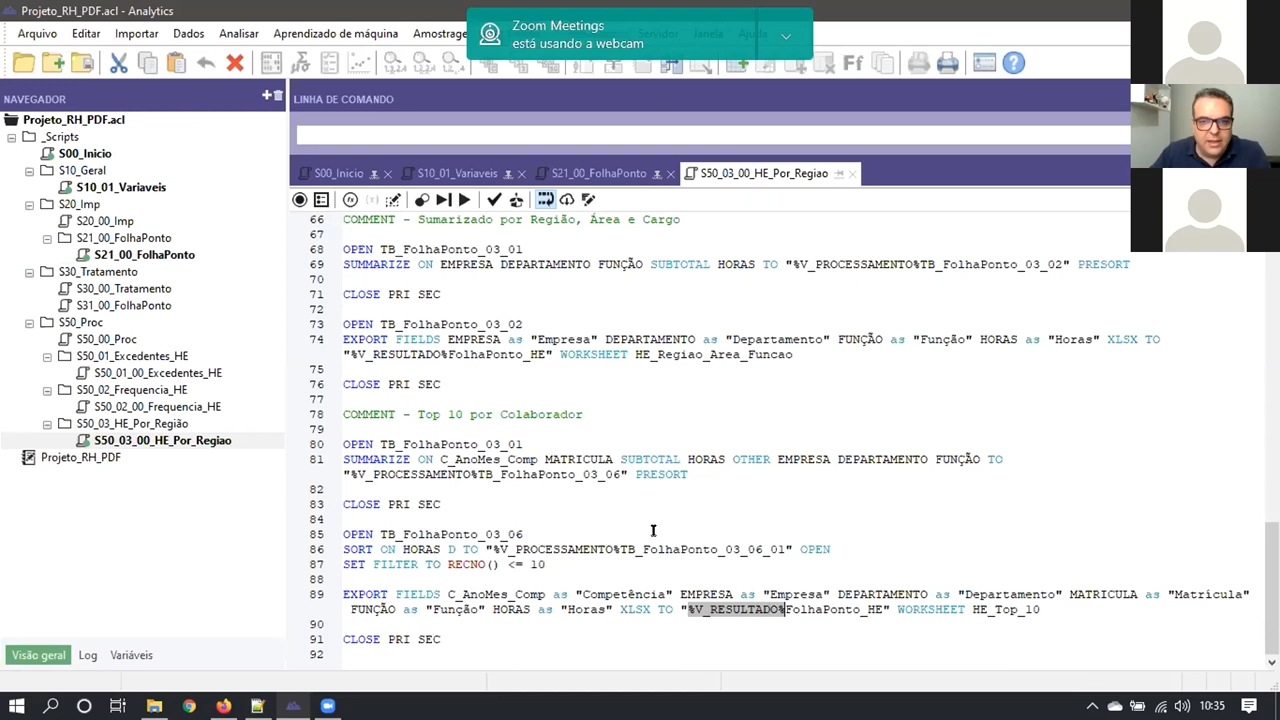 Projeto_RH_PDF.acl - Analytics
Zoom Meetings
está usando a webcam
Arquivo Editar Importar Dados Analisar Aprendizado de máquina Amostrage Servidor Janela Ajuda
NAVEGADOR
LINHA DE COMANDO
Projeto_RH_PDF.acl
_Scripts
S00_Inicio
S10_Geral
S10_01_Variaveis
S20_Imp
S20_00_Imp
S21_00_FolhaPonto
S21_00_FolhaPonto
S30_Tratamento
S30_00_Tratamento
S31_00_FolhaPonto
S50_Proc
S50_00_Proc
S50_01_Excedentes_HE
S50_01_00_Excedentes_HE
S50_02_Frequencia_HE
S50_02_00_Frequencia_HE
S50_03_HE_Por_Região
S50_03_00_HE_Por_Regiao
Projeto_RH_PDF
S00_Inicio S10_01_Variaveis S21_00_FolhaPonto S50_03_00_HE_Por_Regiao
66 COMMENT - Sumarizado por Região, Área e Cargo
67
68 OPEN TB_FolhaPonto_03_01
69 SUMMARIZE ON EMPRESA DEPARTAMENTO FUNÇÃO SUBTOTAL HORAS TO "%V_PROCESSAMENTO%TB_FolhaPonto_03_02" PRESORT
70
71 CLOSE PRI SEC
72
73 OPEN TB_FolhaPonto_03_02
74 EXPORT FIELDS EMPRESA as "Empresa" DEPARTAMENTO as "Departamento" FUNÇÃO as "Função" HORAS as "Horas" XLSX TO
"%V_RESULTADO%FolhaPonto_HE" WORKSHEET HE_Regiao_Area_Funcao
75
76 CLOSE PRI SEC
77
78 COMMENT - Top 10 por Colaborador
79
80 OPEN TB_FolhaPonto_03_01
81 SUMMARIZE ON C_AnoMes_Comp MATRICULA SUBTOTAL HORAS OTHER EMPRESA DEPARTAMENTO FUNÇÃO TO
"%V_PROCESSAMENTO%TB_FolhaPonto_03_06" PRESORT
82
83 CLOSE PRI SEC
84
85 OPEN TB_FolhaPonto_03_06
86 SORT ON HORAS D TO "%V_PROCESSAMENTO%TB_FolhaPonto_03_06_01" OPEN
87 SET FILTER TO RECNO() <= 10
88
89 EXPORT FIELDS C_AnoMes_Comp as "Competência" EMPRESA as "Empresa" DEPARTAMENTO as "Departamento" MATRICULA as "Matrícula"
FUNÇÃO as "Função" HORAS as "Horas" XLSX TO "%V_RESULTADO%FolhaPonto_HE" WORKSHEET HE_Top_10
90
91 CLOSE PRI SEC
92
Visão geral Log Variáveis
10:35